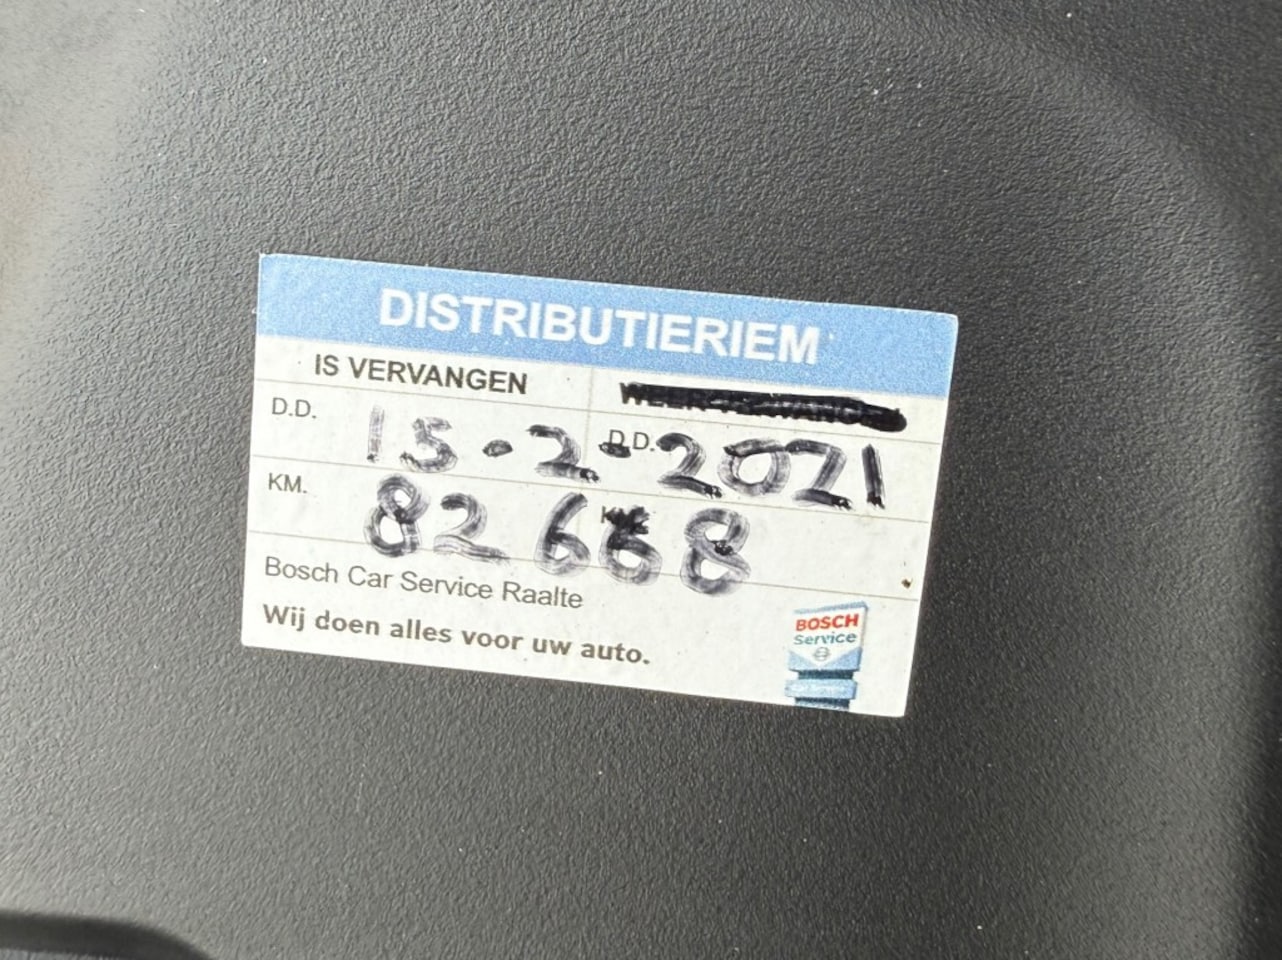 DISTRIBUTIERIEM
IS VERVANGEN
D.D. 15-2-2021
D.D.
KM. 82668
Bosch Car Service Raalte
Wij doen alles voor uw auto.
BOSCH
Service